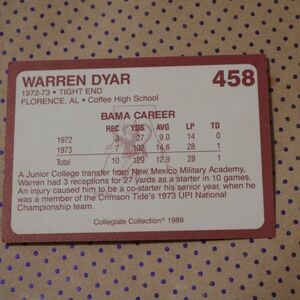 WARREN DYAR 458
1972-73 • TIGHT END
FLORENCE, AL • Coffee High School
BAMA CAREER
REC YDS AVG LP TD
1972 3 27 9.0 14 0
1973 7 102 14.6 28 1
Total 10 129 12.9 28 1
A Junior College transfer from New Mexico Military Academy,
Warren had 3 receptions for 27 yards as a starter in 10 games.
An injury caused him to be a co-starter his senior year, when he
was a member of the Crimson Tide's 1973 UPI National
Championship team.
Collegiate Collection® 1989